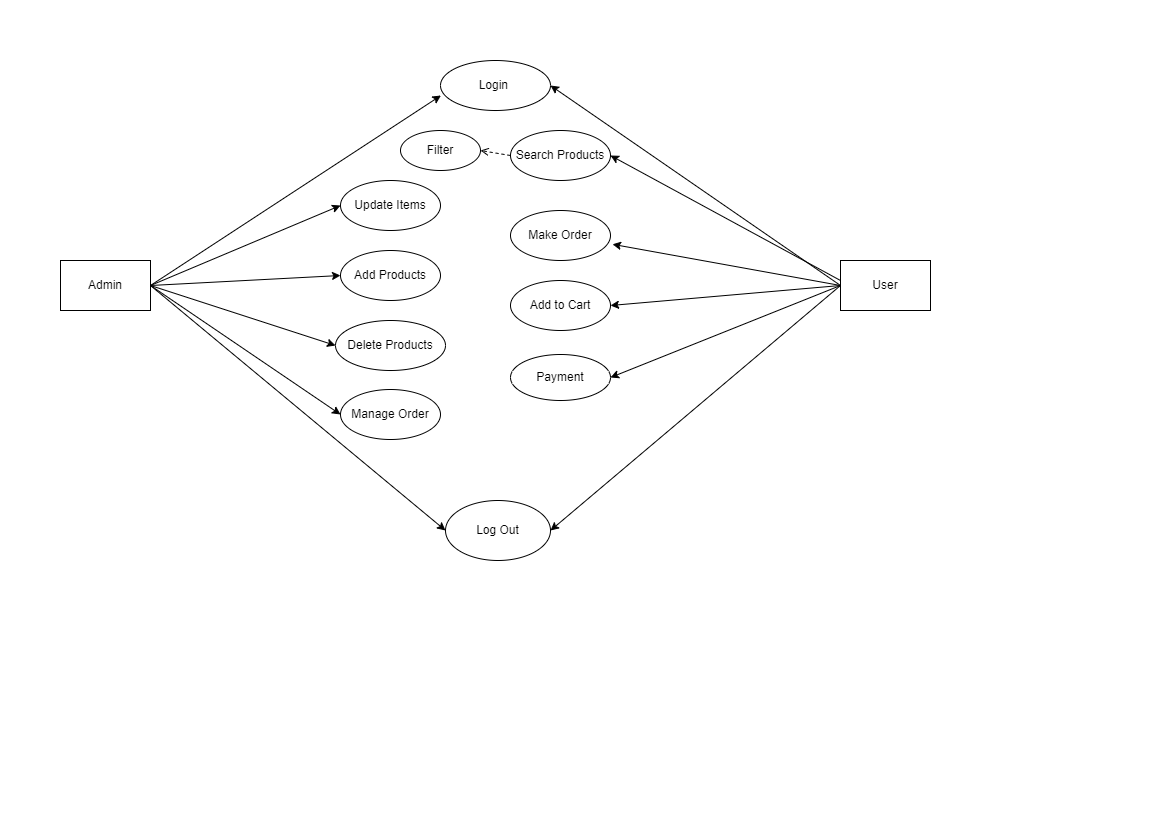 Login
Filter
Search Products
Update Items
Make Order
Add Products
Admin
User
Add to Cart
Delete Products
Payment
Manage Order
Log Out